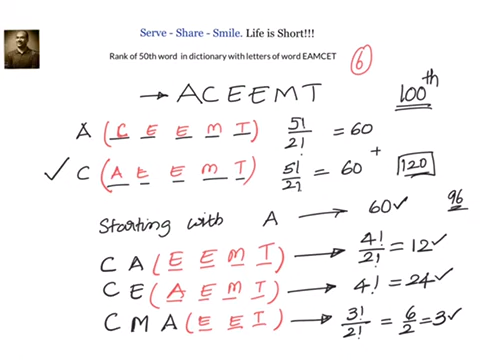 Serve - Share - Smile. Life is Short!!!
Rank of 50th word in dictionary with letters of word EAMCET
6
→ ACEEMT 100th
A (C E E M T) 5!/2! = 60
✓ C (A E E M T) 5!/2! = 60 + 120
Starting with A → 60✓ 96
C A (E E M T) → 4!/2! = 12✓
C E (A E M T) → 4! = 24✓
C M A (E E T) → 3!/2! = 6/2 = 3✓